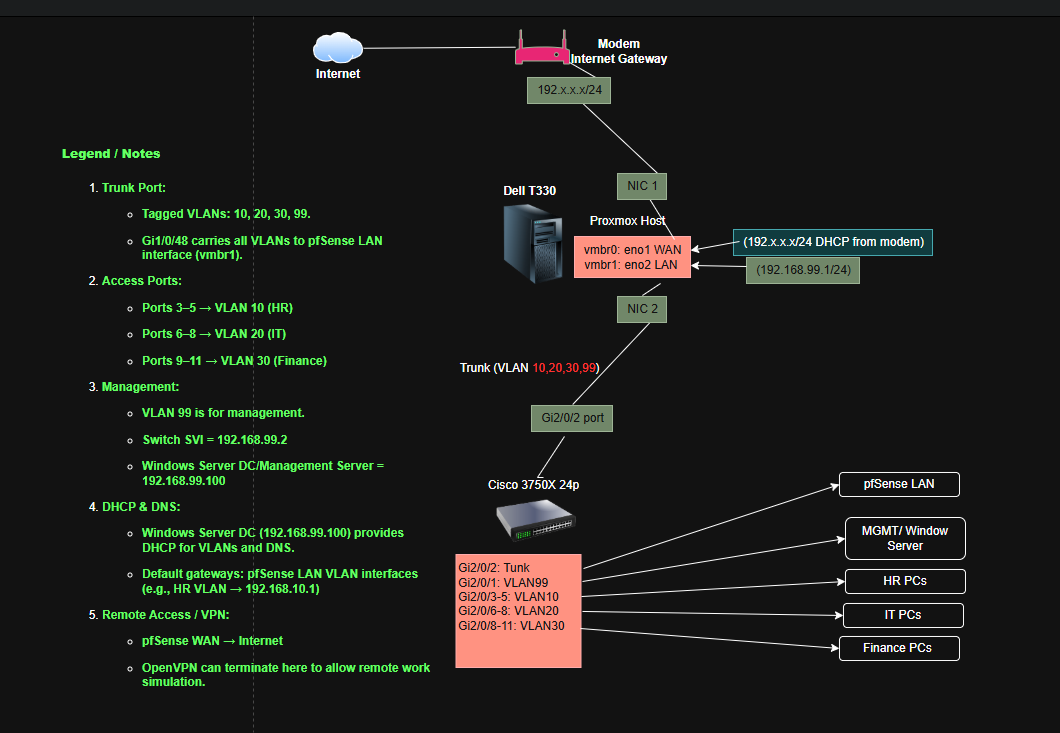 Internet
Modem
Internet Gateway
192.x.x.x/24
Legend / Notes
1. Trunk Port:
Tagged VLANs: 10, 20, 30, 99.
Gi1/0/48 carries all VLANs to pfSense LAN
interface (vmbr1).
2. Access Ports:
Ports 3–5 → VLAN 10 (HR)
Ports 6–8 → VLAN 20 (IT)
Ports 9–11 → VLAN 30 (Finance)
3. Management:
VLAN 99 is for management.
Switch SVI = 192.168.99.2
Windows Server DC/Management Server =
192.168.99.100
4. DHCP & DNS:
Windows Server DC (192.168.99.100) provides
DHCP for VLANs and DNS.
Default gateways: pfSense LAN VLAN interfaces
(e.g., HR VLAN → 192.168.10.1)
5. Remote Access / VPN:
pfSense WAN → Internet
OpenVPN can terminate here to allow remote work
simulation.
NIC 1
Dell T330
Proxmox Host
vmbr0: eno1 WAN
vmbr1: eno2 LAN
(192.x.x.x/24 DHCP from modem)
(192.168.99.1/24)
NIC 2
Trunk (VLAN 10,20,30,99)
Gi2/0/2 port
Cisco 3750X 24p
Gi2/0/2: Tunk
Gi2/0/1: VLAN99
Gi2/0/3-5: VLAN10
Gi2/0/6-8: VLAN20
Gi2/0/8-11: VLAN30
pfSense LAN
MGMT/ Window
Server
HR PCs
IT PCs
Finance PCs